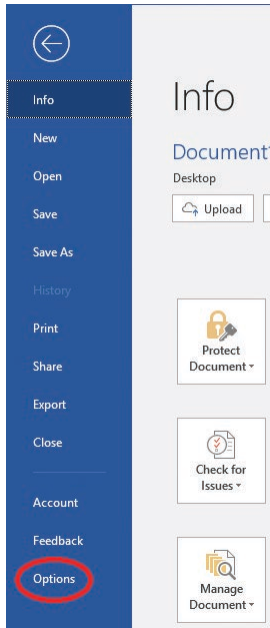 Info
New
Open
Save
Save As
History
Print
Share
Export
Close
Account
Feedback
Options
Info
Document
Desktop
Upload
Protect
Document
Check for
Issues
Manage
Document